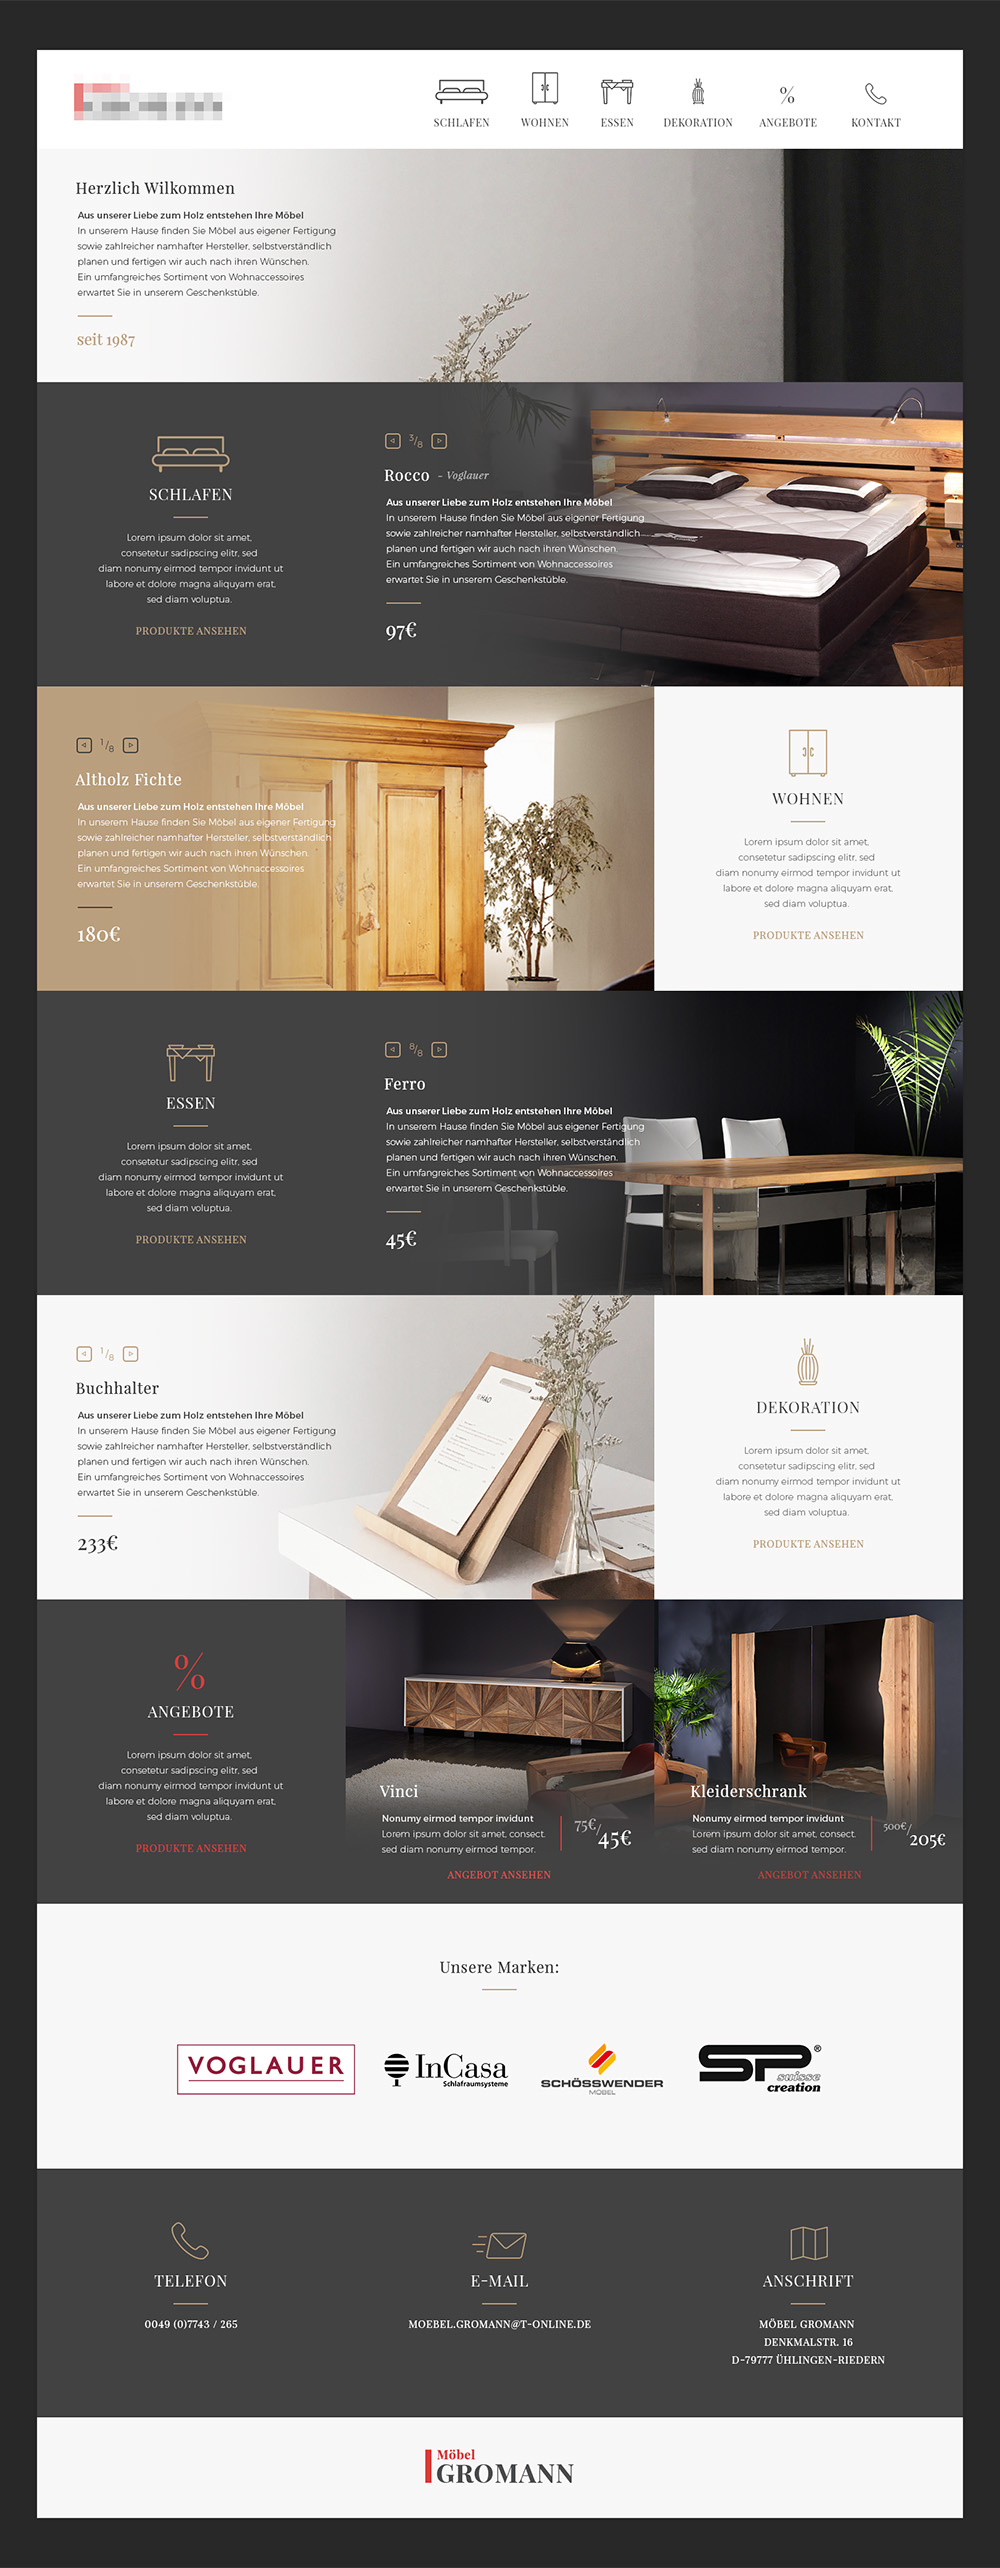 SCHLAFEN
WOHNEN
ESSEN
DEKORATION
%
ANGEBOTE
KONTAKT
Herzlich Wilkommen
Aus unserer Liebe zum Holz entstehen Ihre Möbel
In unserem Hause finden Sie Möbel aus eigener Fertigung
sowie zahlreicher namhafter Hersteller, selbstverständlich
planen und fertigen wir auch nach ihren Wünschen.
Ein umfangreiches Sortiment von Wohnaccessoires
erwartet Sie in unserem Geschenkstüble.
seit 1987
SCHLAFEN
Lorem ipsum dolor sit amet,
consetetur sadipscing elitr, sed
diam nonumy eirmod tempor invidunt ut
labore et dolore magna aliquyam erat,
sed diam voluptua.
PRODUKTE ANSEHEN
3/8
Rocco - Voglauer
Aus unserer Liebe zum Holz entstehen Ihre Möbel
In unserem Hause finden Sie Möbel aus eigener Fertigung
sowie zahlreicher namhafter Hersteller, selbstverständlich
planen und fertigen wir auch nach ihren Wünschen.
Ein umfangreiches Sortiment von Wohnaccessoires
erwartet Sie in unserem Geschenkstüble.
97€
1/8
Altholz Fichte
Aus unserer Liebe zum Holz entstehen Ihre Möbel
In unserem Hause finden Sie Möbel aus eigener Fertigung
sowie zahlreicher namhafter Hersteller, selbstverständlich
planen und fertigen wir auch nach ihren Wünschen.
Ein umfangreiches Sortiment von Wohnaccessoires
erwartet Sie in unserem Geschenkstüble.
180€
WOHNEN
Lorem ipsum dolor sit amet,
consetetur sadipscing elitr, sed
diam nonumy eirmod tempor invidunt ut
labore et dolore magna aliquyam erat,
sed diam voluptua.
PRODUKTE ANSEHEN
ESSEN
Lorem ipsum dolor sit amet,
consetetur sadipscing elitr, sed
diam nonumy eirmod tempor invidunt ut
labore et dolore magna aliquyam erat,
sed diam voluptua.
PRODUKTE ANSEHEN
8/8
Ferro
Aus unserer Liebe zum Holz entstehen Ihre Möbel
In unserem Hause finden Sie Möbel aus eigener Fertigung
sowie zahlreicher namhafter Hersteller, selbstverständlich
planen und fertigen wir auch nach ihren Wünschen.
Ein umfangreiches Sortiment von Wohnaccessoires
erwartet Sie in unserem Geschenkstüble.
45€
1/8
Buchhalter
Aus unserer Liebe zum Holz entstehen Ihre Möbel
In unserem Hause finden Sie Möbel aus eigener Fertigung
sowie zahlreicher namhafter Hersteller, selbstverständlich
planen und fertigen wir auch nach ihren Wünschen.
Ein umfangreiches Sortiment von Wohnaccessoires
erwartet Sie in unserem Geschenkstüble.
233€
DEKORATION
Lorem ipsum dolor sit amet,
consetetur sadipscing elitr, sed
diam nonumy eirmod tempor invidunt ut
labore et dolore magna aliquyam erat,
sed diam voluptua.
PRODUKTE ANSEHEN
%
ANGEBOTE
Lorem ipsum dolor sit amet,
consetetur sadipscing elitr, sed
diam nonumy eirmod tempor invidunt ut
labore et dolore magna aliquyam erat,
sed diam voluptua.
PRODUKTE ANSEHEN
Vinci
Nonumy eirmod tempor invidunt
Lorem ipsum dolor sit amet, consect.
sed diam nonumy eirmod tempor.
75€/45€
ANGEBOT ANSEHEN
Kleiderschrank
Nonumy eirmod tempor invidunt
Lorem ipsum dolor sit amet, consect.
sed diam nonumy eirmod tempor.
500€/205€
ANGEBOT ANSEHEN
Unsere Marken:
VOGLAUER
InCasa
Schlafraumsysteme
SCHÖSSWENDER
MÖBEL
SP®
suisse
creation
TELEFON
0049 (0)7743 / 265
E-MAIL
MOEBEL.GROMANN@T-ONLINE.DE
ANSCHRIFT
MÖBEL GROMANN
DENKMALSTR. 16
D-79777 ÜHLINGEN-RIEDERN
Möbel
GROMANN